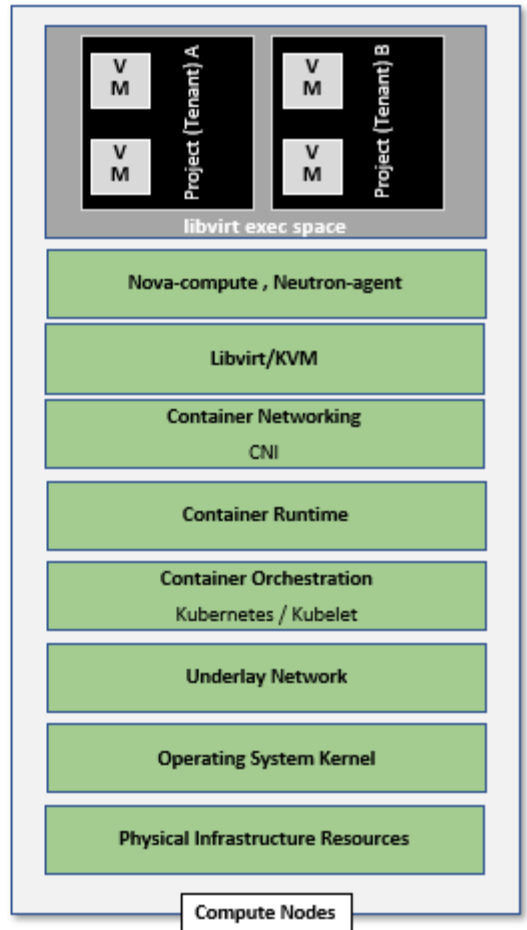 V
M
V
M
Project (Tenant) A
V
M
V
M
Project (Tenant) B
libvirt exec space
Nova-compute , Neutron-agent
Libvirt/KVM
Container Networking
CNI
Container Runtime
Container Orchestration
Kubernetes / Kubelet
Underlay Network
Operating System Kernel
Physical Infrastructure Resources
Compute Nodes